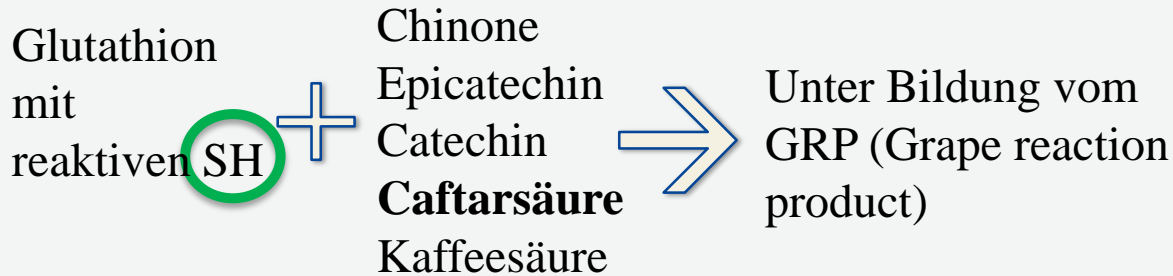 Glutathion
mit
reaktiven SH
Chinone
Epicatechin
Catechin
Caftarsäure
Kaffeesäure
Unter Bildung vom
GRP (Grape reaction
product)